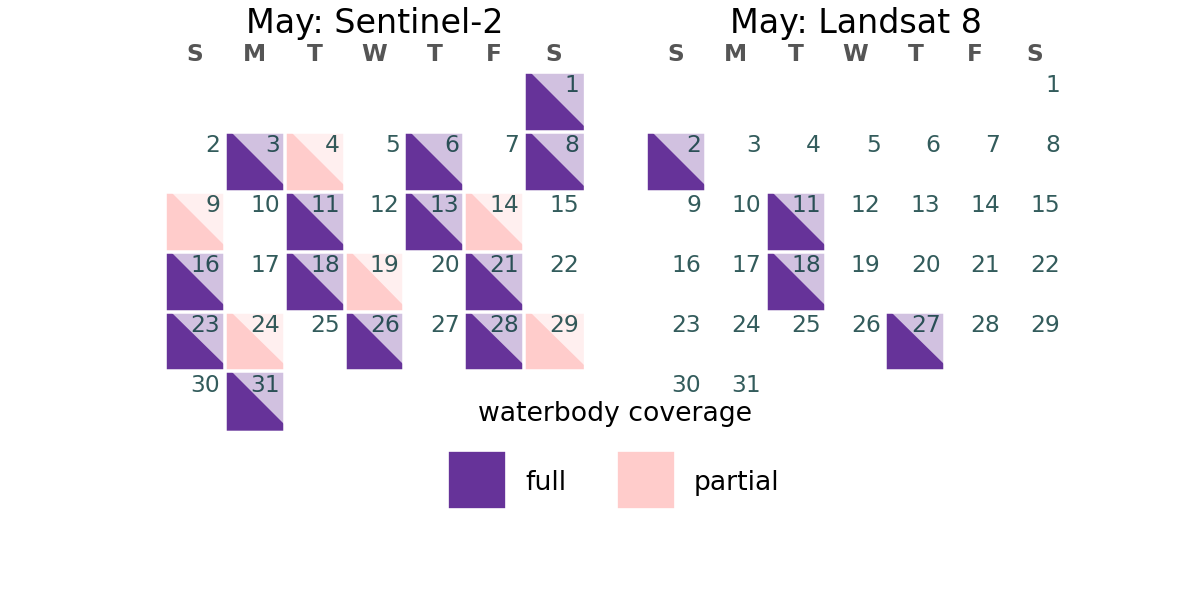 May: Sentinel-2
S M T W T F S
1
2 3 4 5 6 7 8
9 10 11 12 13 14 15
16 17 18 19 20 21 22
23 24 25 26 27 28 29
30 31
May: Landsat 8
S M T W T F S
1
2 3 4 5 6 7 8
9 10 11 12 13 14 15
16 17 18 19 20 21 22
23 24 25 26 27 28 29
30 31
waterbody coverage
full partial